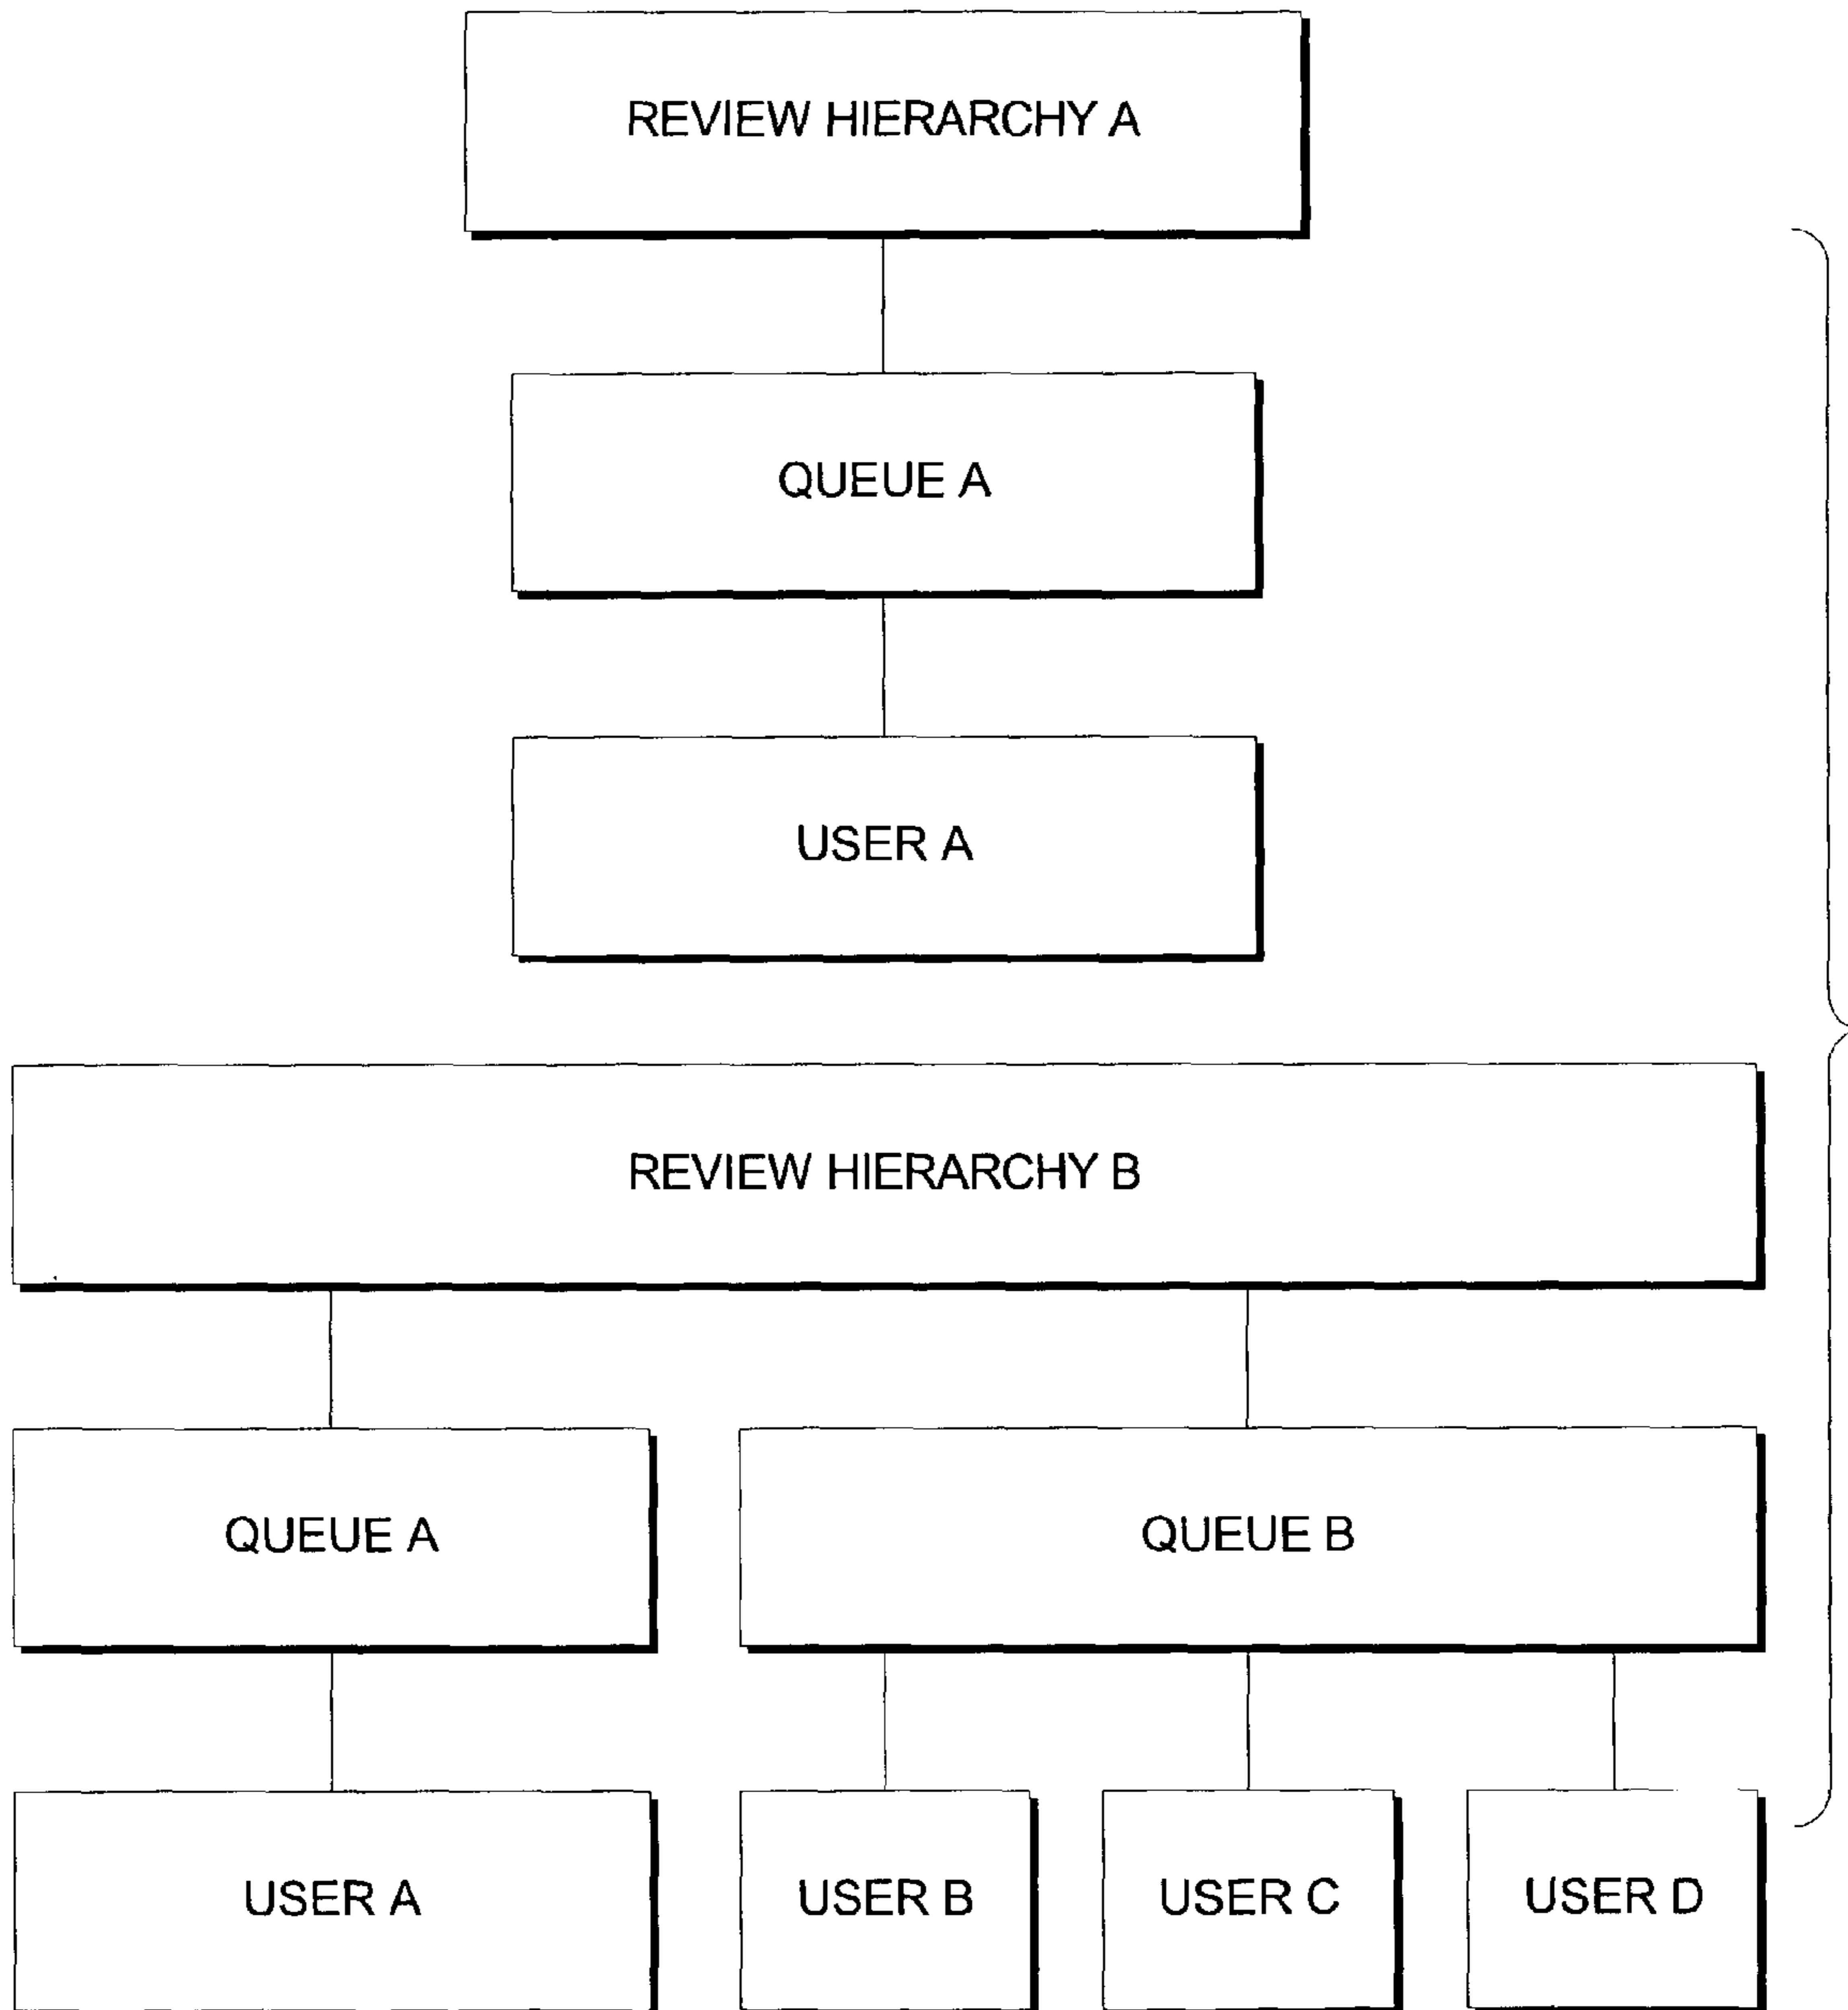 REVIEW HIERARCHY A
QUEUE A
USER A
REVIEW HIERARCHY B
QUEUE A
QUEUE B
USER A
USER B
USER C
USER D